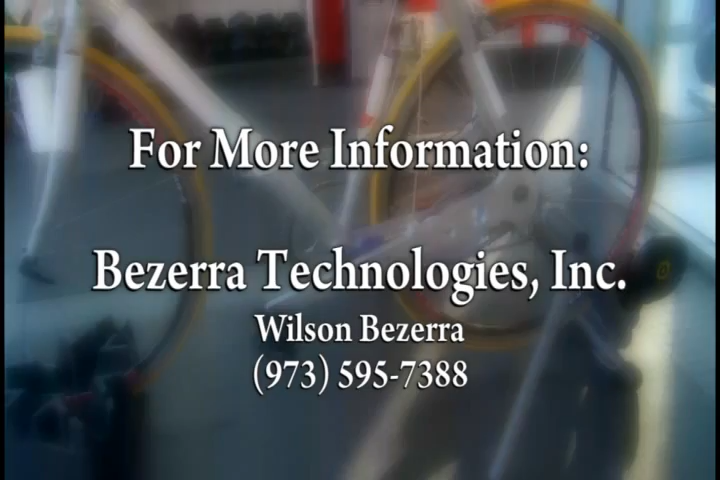 For More Information:
Bezerra Technologies, Inc.
Wilson Bezerra
(973) 595-7388